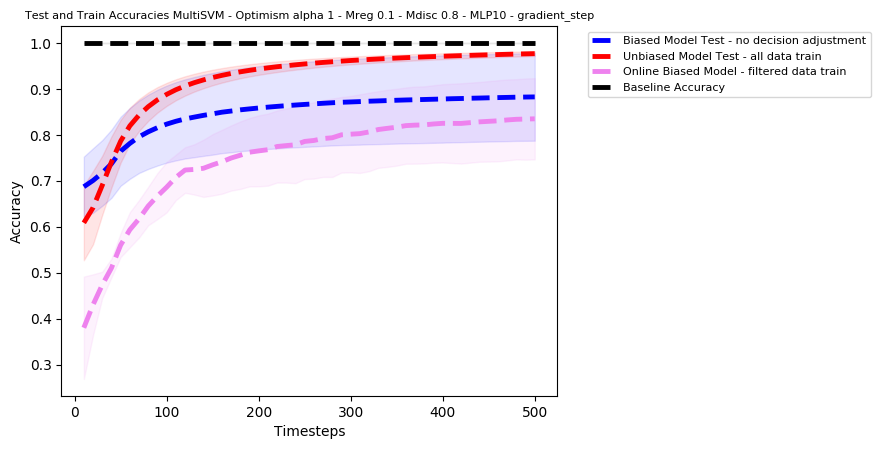 Test and Train Accuracies MultiSVM - Optimism alpha 1 - Mreg 0.1 - Mdisc 0.8 - MLP10 - gradient_step
Biased Model Test - no decision adjustment
Unbiased Model Test - all data train
Online Biased Model - filtered data train
Baseline Accuracy
Accuracy
1.0
0.9
0.8
0.7
0.6
0.5
0.4
0.3
0
100
200
300
400
500
Timesteps